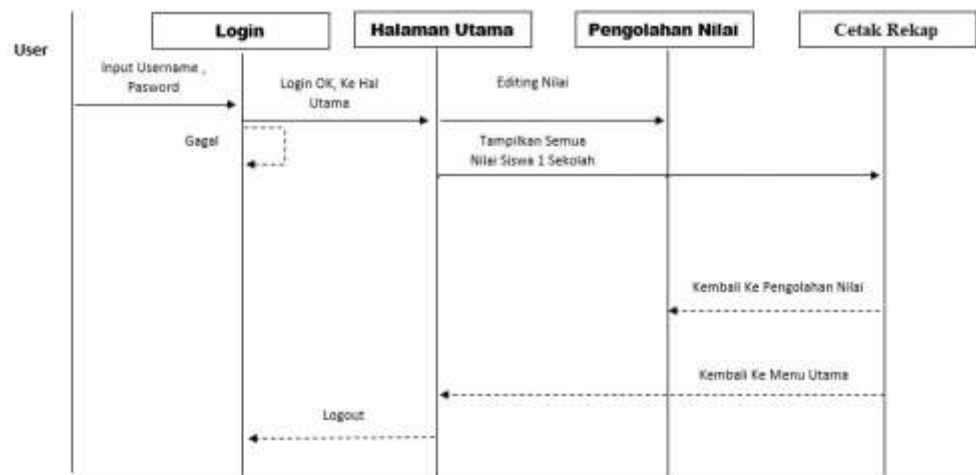 User
Login
Halaman Utama
Pengolahan Nilai
Cetak Rekap
Input Username ,
Pasword
Login OK, Ke Hal
Utama
Editing Nilai
Gagal
Tampilkan Semua
Nilai Siswa 1 Sekolah
Kembali Ke Pengolahan Nilai
Kembali Ke Menu Utama
Logout